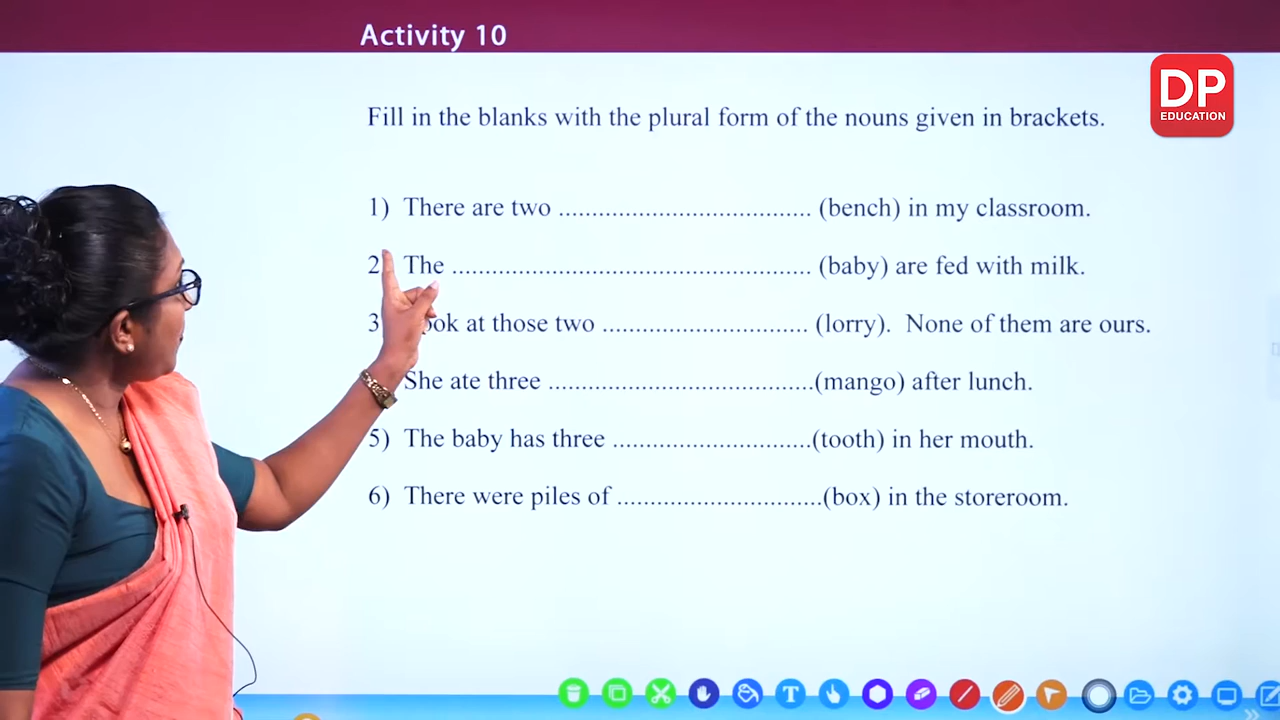 Activity 10
DP
EDUCATION
Fill in the blanks with the plural form of the nouns given in brackets.
1) There are two ...................................... (bench) in my classroom.
2) The ...................................................... (baby) are fed with milk.
3 ook at those two ............................... (lorry). None of them are ours.
She ate three ........................................(mango) after lunch.
5) The baby has three ..............................(tooth) in her mouth.
6) There were piles of ...............................(box) in the storeroom.
T